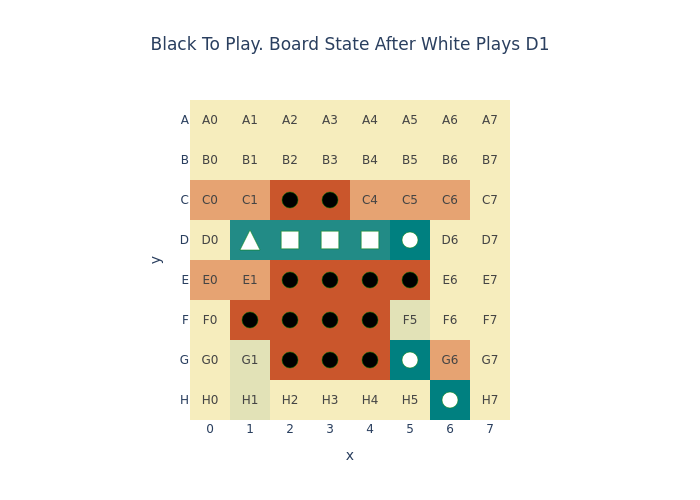 Black To Play. Board State After White Plays D1
A A0 A1 A2 A3 A4 A5 A6 A7
B B0 B1 B2 B3 B4 B5 B6 B7
C C0 C1 C4 C5 C6 C7
D D0 D6 D7
y
E E0 E1 E6 E7
F F0 F5 F6 F7
G G0 G1 G6 G7
H H0 H1 H2 H3 H4 H5 H7
0 1 2 3 4 5 6 7
x